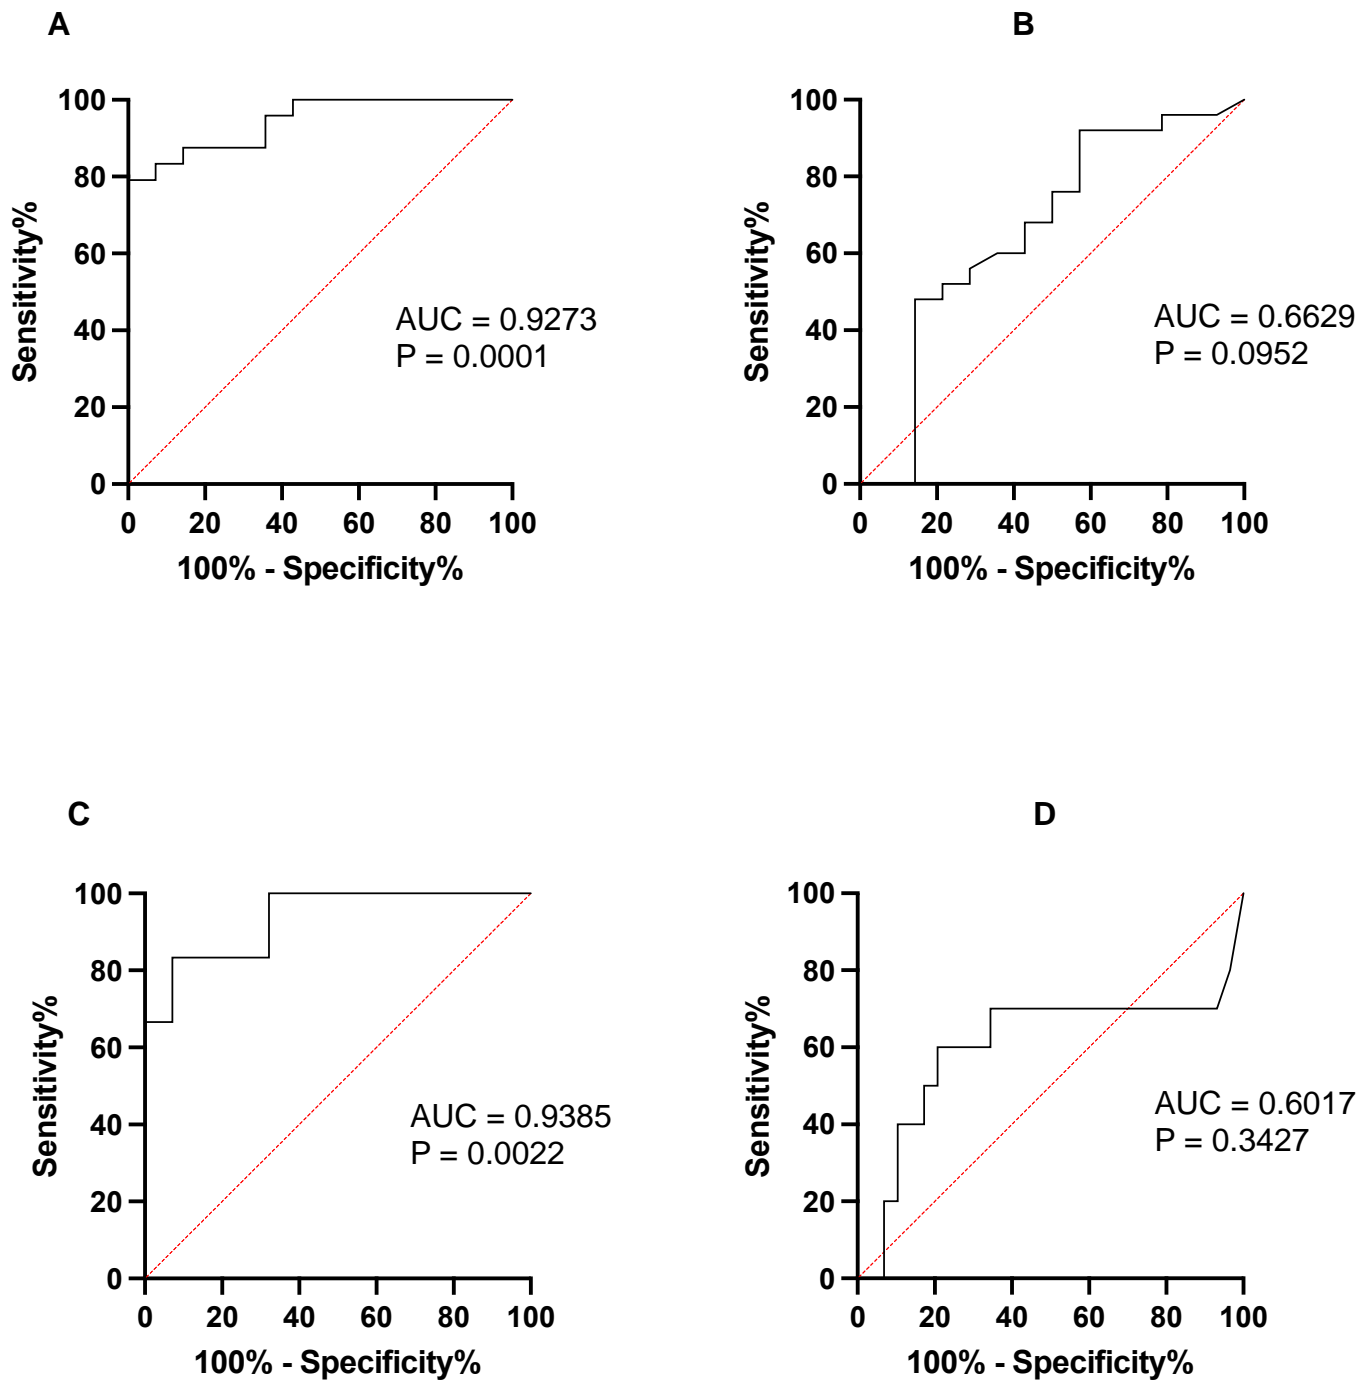 A
100
80
60
40
20
0
0 20 40 60 80 100
Sensitivity%
100% - Specificity%
AUC = 0.9273
P = 0.0001
B
100
80
60
40
20
0
0 20 40 60 80 100
Sensitivity%
100% - Specificity%
AUC = 0.6629
P = 0.0952
C
100
80
60
40
20
0
0 20 40 60 80 100
Sensitivity%
100% - Specificity%
AUC = 0.9385
P = 0.0022
D
100
80
60
40
20
0
0 20 40 60 80 100
Sensitivity%
100% - Specificity%
AUC = 0.6017
P = 0.3427